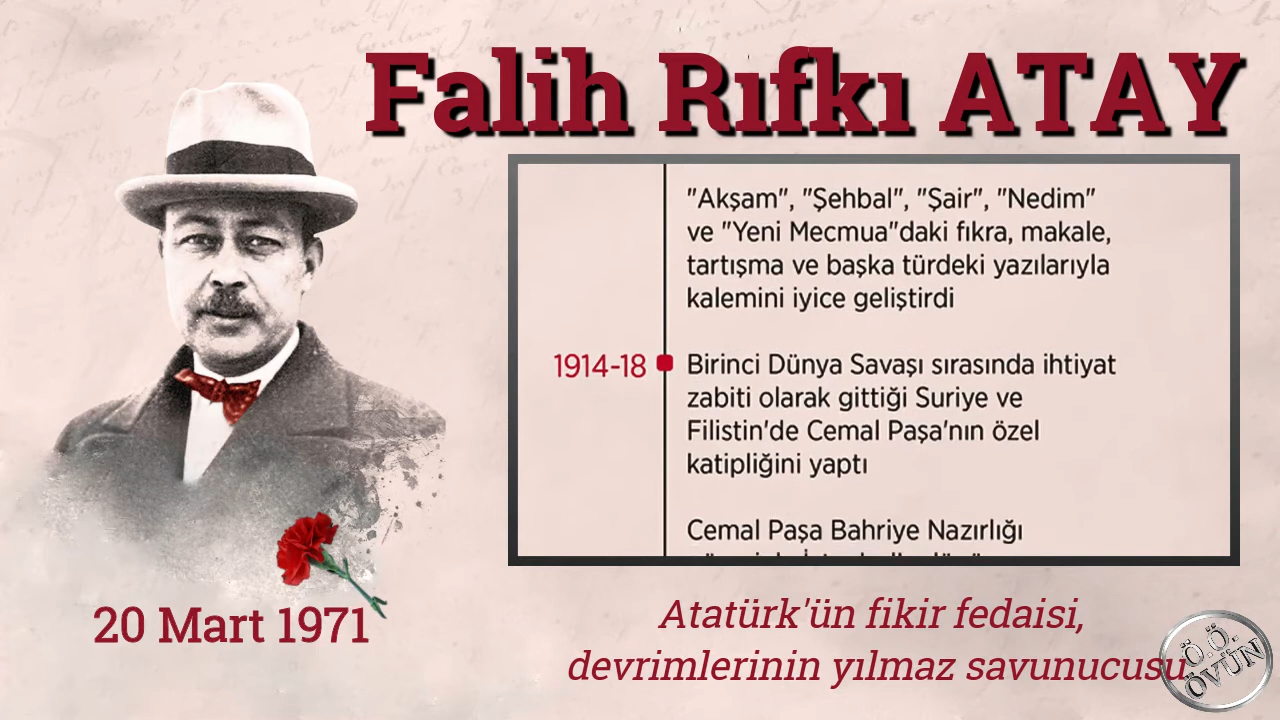 Falih Rıfkı ATAY
"Akşam", "Şehbal", "Şair", "Nedim"
ve "Yeni Mecmua"daki fıkra, makale,
tartışma ve başka türdeki yazılarıyla
kalemini iyice geliştirdi
1914-18
Birinci Dünya Savaşı sırasında ihtiyat
zabiti olarak gittiği Suriye ve
Filistin'de Cemal Paşa'nın özel
katipliğini yaptı
Cemal Paşa Bahriye Nazırlığı
20 Mart 1971
Atatürk'ün fikir fedaisi,
devrimlerinin yılmaz savunucusu
Ö.Ö.
ÖVÜN